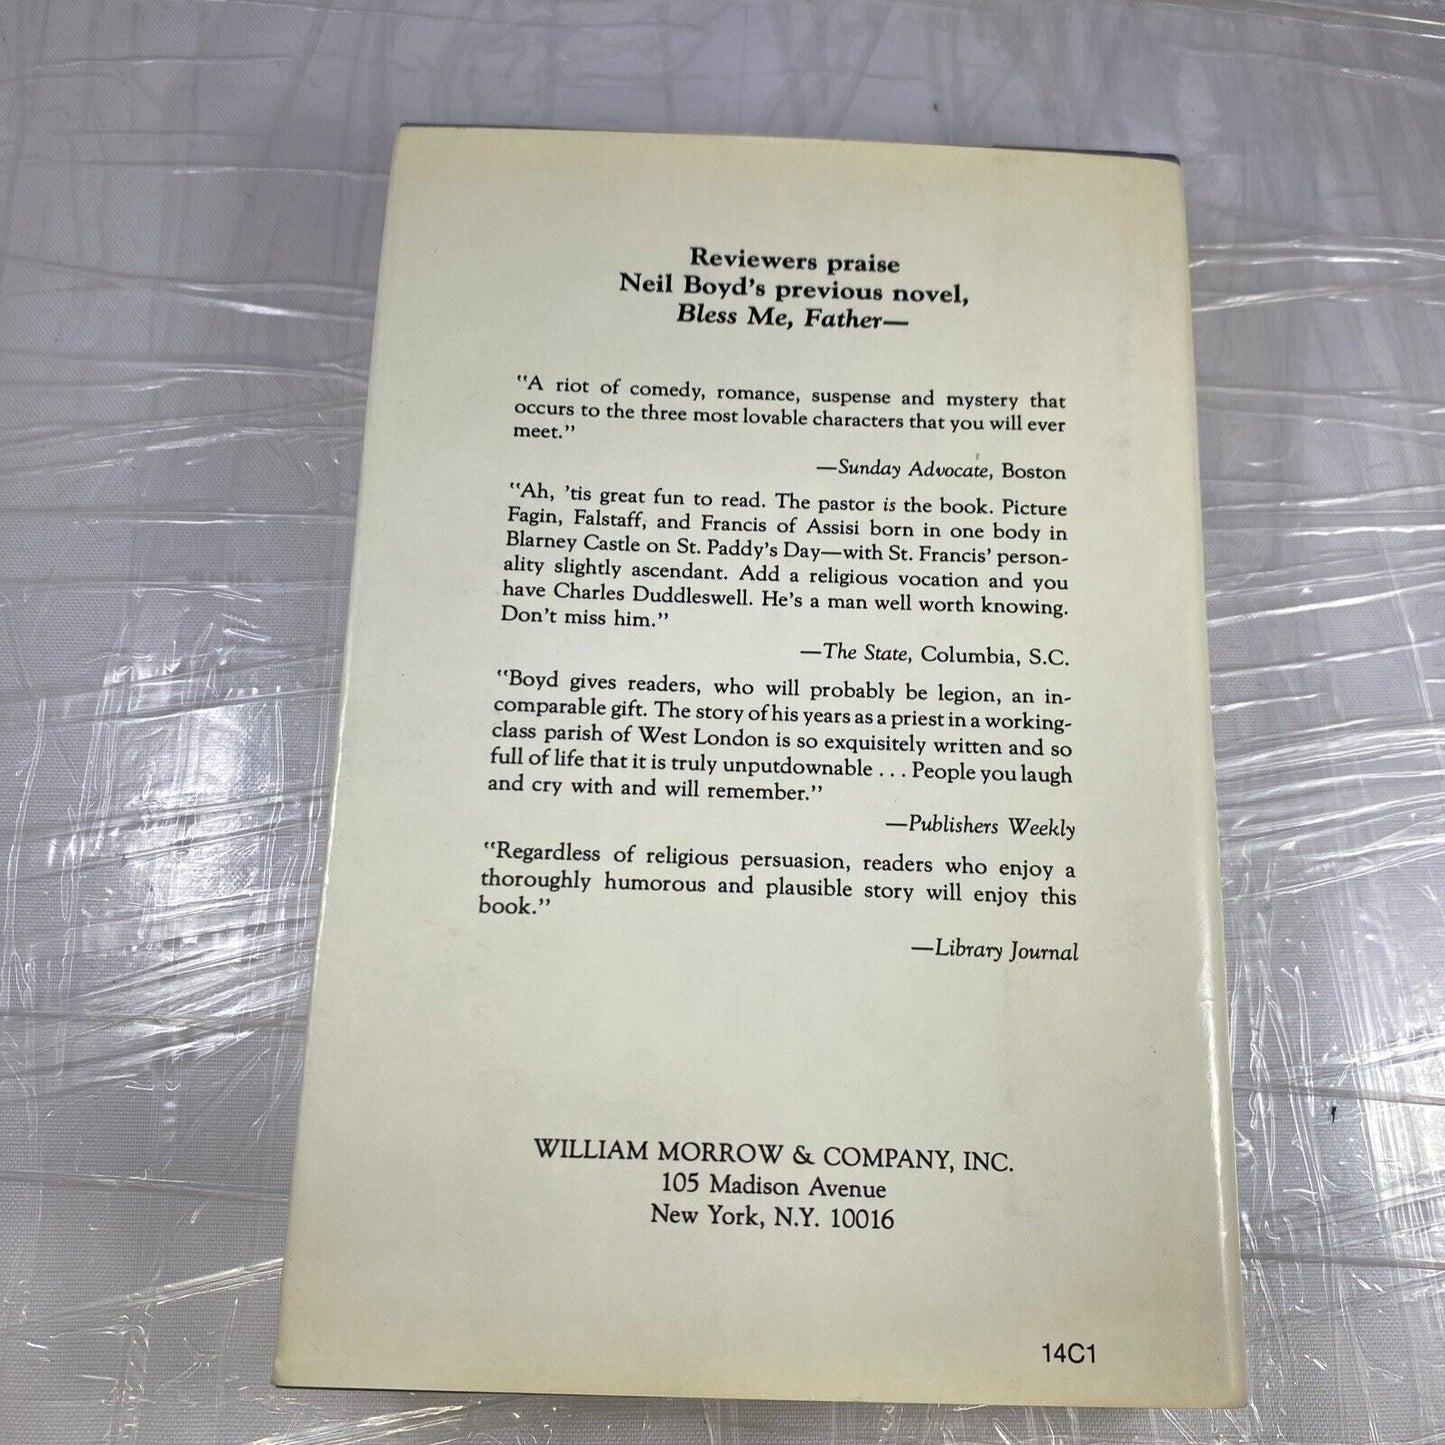 Reviewers praise
Neil Boyd's previous novel,
Bless Me, Father—
"A riot of comedy, romance, suspense and mystery that
occurs to the three most lovable characters that you will ever
meet."
—Sunday Advocate, Boston
"Ah, 'tis great fun to read. The pastor is the book. Picture
Fagin, Falstaff, and Francis of Assisi born in one body in
Blarney Castle on St. Paddy's Day—with St. Francis' person-
ality slightly ascendant. Add a religious vocation and you
have Charles Duddleswell. He's a man well worth knowing.
Don't miss him."
—The State, Columbia, S.C.
"Boyd gives readers, who will probably be legion, an in-
comparable gift. The story of his years as a priest in a working-
class parish of West London is so exquisitely written and so
full of life that it is truly unputdownable . . . People you laugh
and cry with and will remember."
—Publishers Weekly
"Regardless of religious persuasion, readers who enjoy a
thoroughly humorous and plausible story will enjoy this
book."
—Library Journal
WILLIAM MORROW & COMPANY, INC.
105 Madison Avenue
New York, N.Y. 10016
14C1